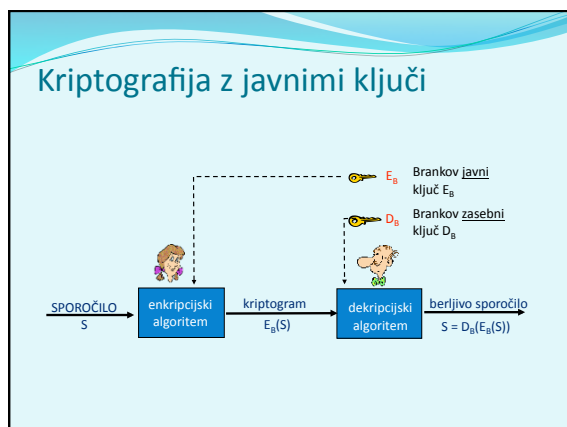 Kriptografija z javnimi ključi
E_B Brankov javni
ključ E_B
D_B Brankov zasebni
ključ D_B
SPOROČILO
S
enkripcijski
algoritem
kriptogram
E_B(S)
dekripcijski
algoritem
berljivo sporočilo
S = D_B(E_B(S))